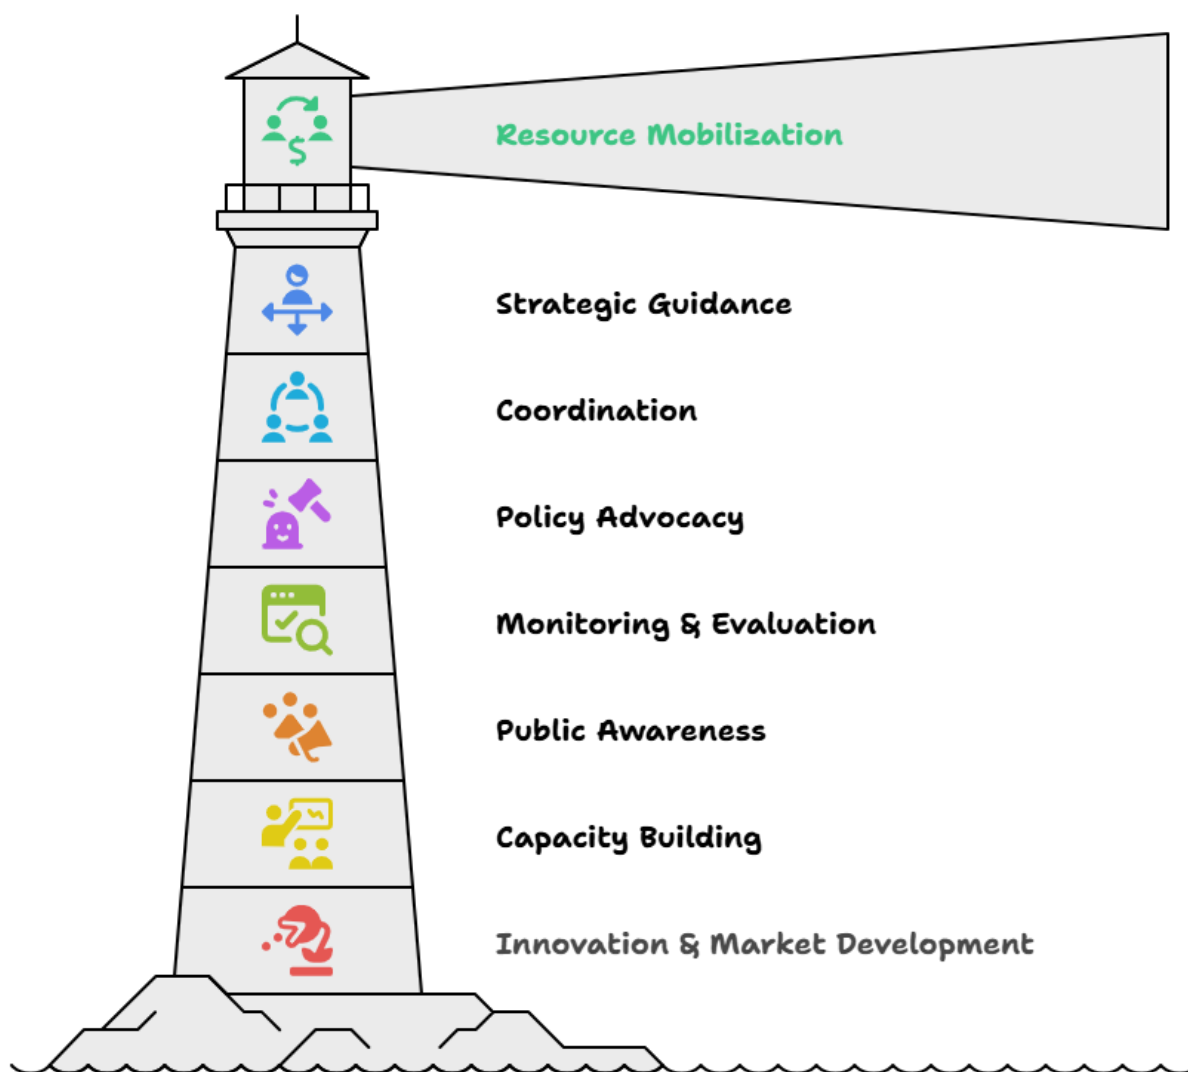 Resource Mobilization
Strategic Guidance
Coordination
Policy Advocacy
Monitoring & Evaluation
Public Awareness
Capacity Building
Innovation & Market Development